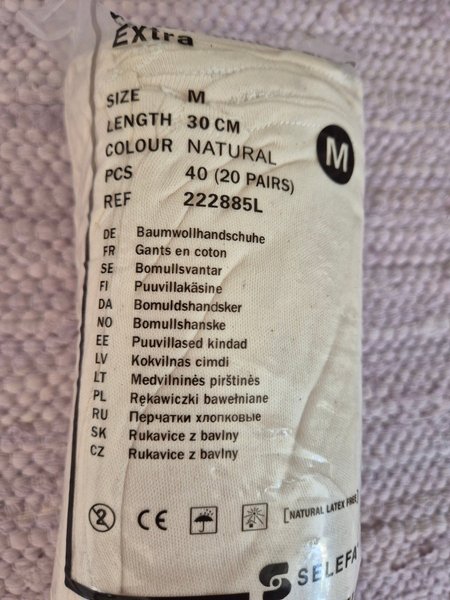 Extra
SIZE M
LENGTH 30 CM
COLOUR NATURAL
M
PCS 40 (20 PAIRS)
REF 222885L
DE Baumwollhandschuhe
FR Gants en coton
SE Bomullsvantar
FI Puuvillakäsine
DA Bomuldshandsker
NO Bomullshanske
EE Puuvillased kindad
LV Kokvilnas cimdi
LT Medvilninės pirštinės
PL Rękawiczki bawełniane
RU Перчатки хлопковые
SK Rukavice z bavlny
CZ Rukavice z bavlny
2 CE [NATURAL LATEX FREE]
SELEFA